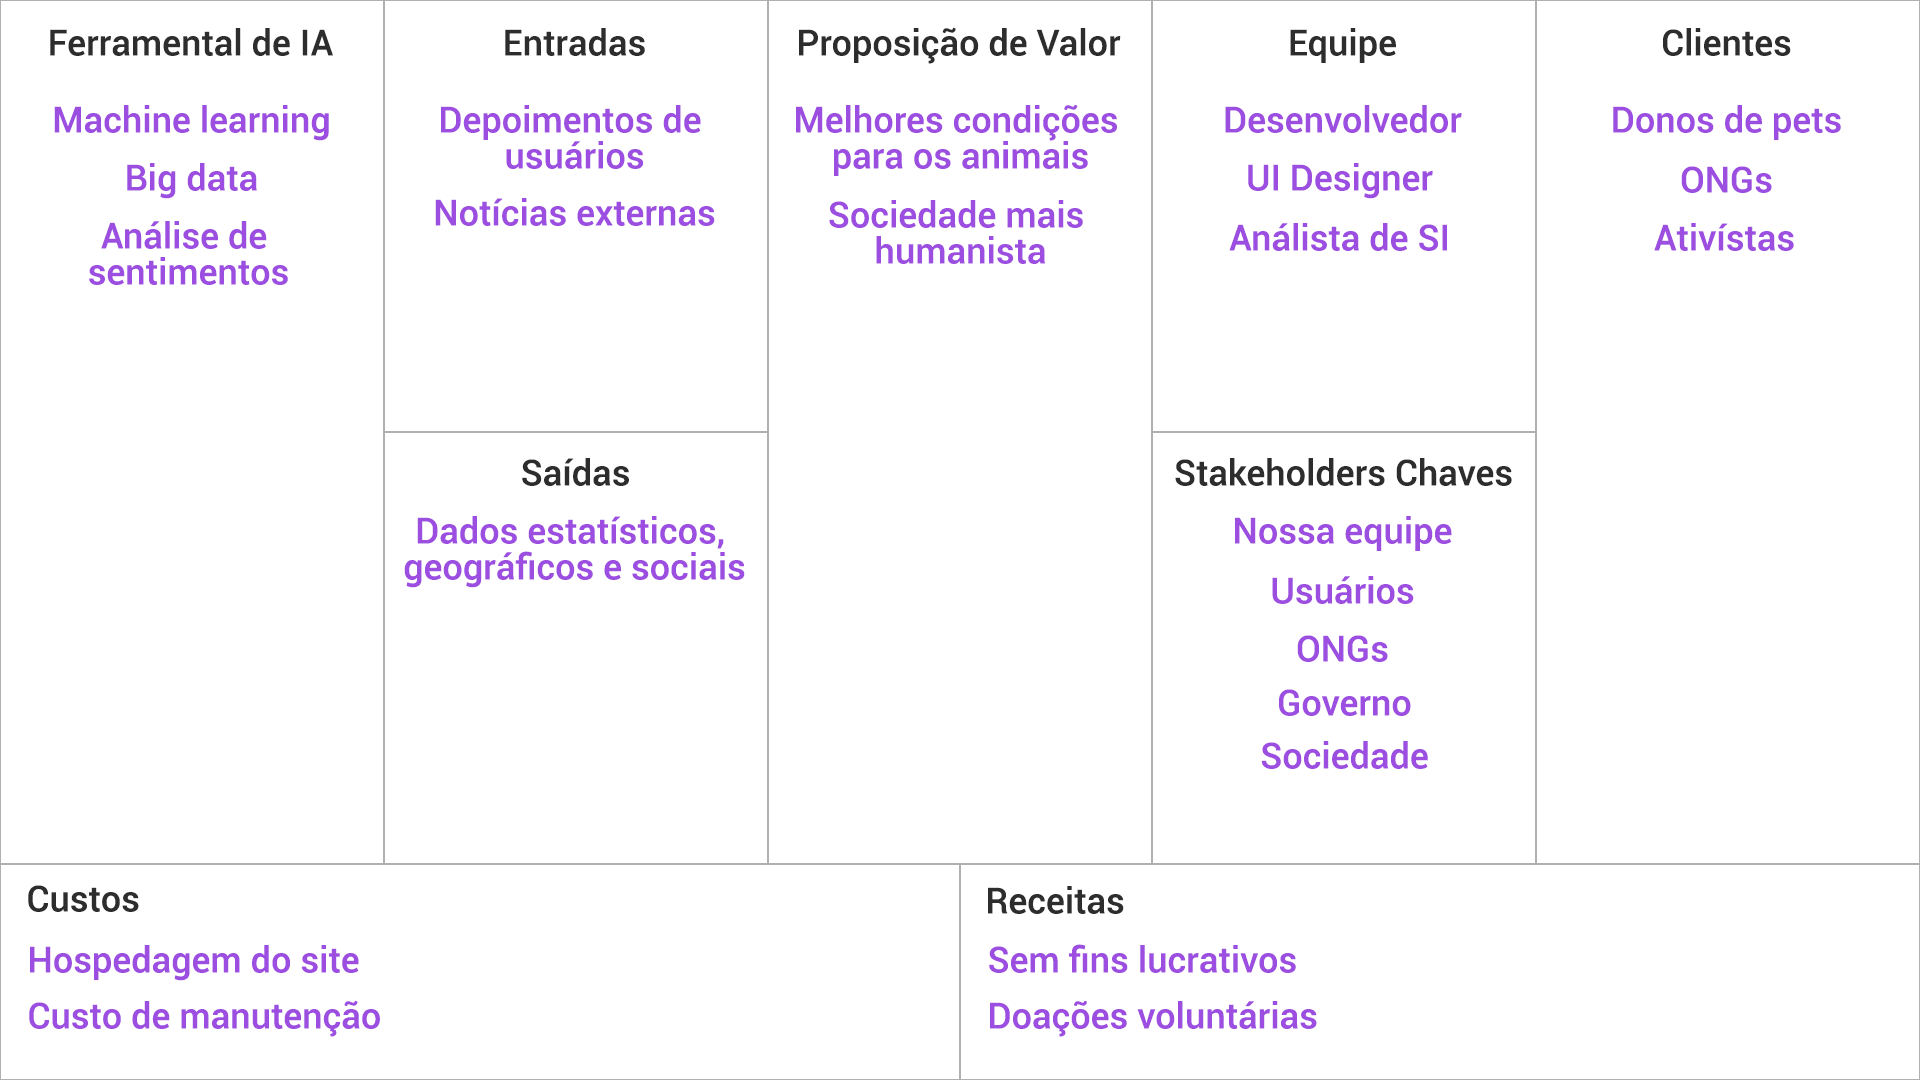 Ferramental de IA
Machine learning
Big data
Análise de
sentimentos
Entradas
Depoimentos de
usuários
Notícias externas
Saídas
Dados estatísticos,
geográficos e sociais
Proposição de Valor
Melhores condições
para os animais
Sociedade mais
humanista
Equipe
Desenvolvedor
UI Designer
Análista de SI
Stakeholders Chaves
Nossa equipe
Usuários
ONGs
Governo
Sociedade
Clientes
Donos de pets
ONGs
Ativístas
Custos
Hospedagem do site
Custo de manutenção
Receitas
Sem fins lucrativos
Doações voluntárias